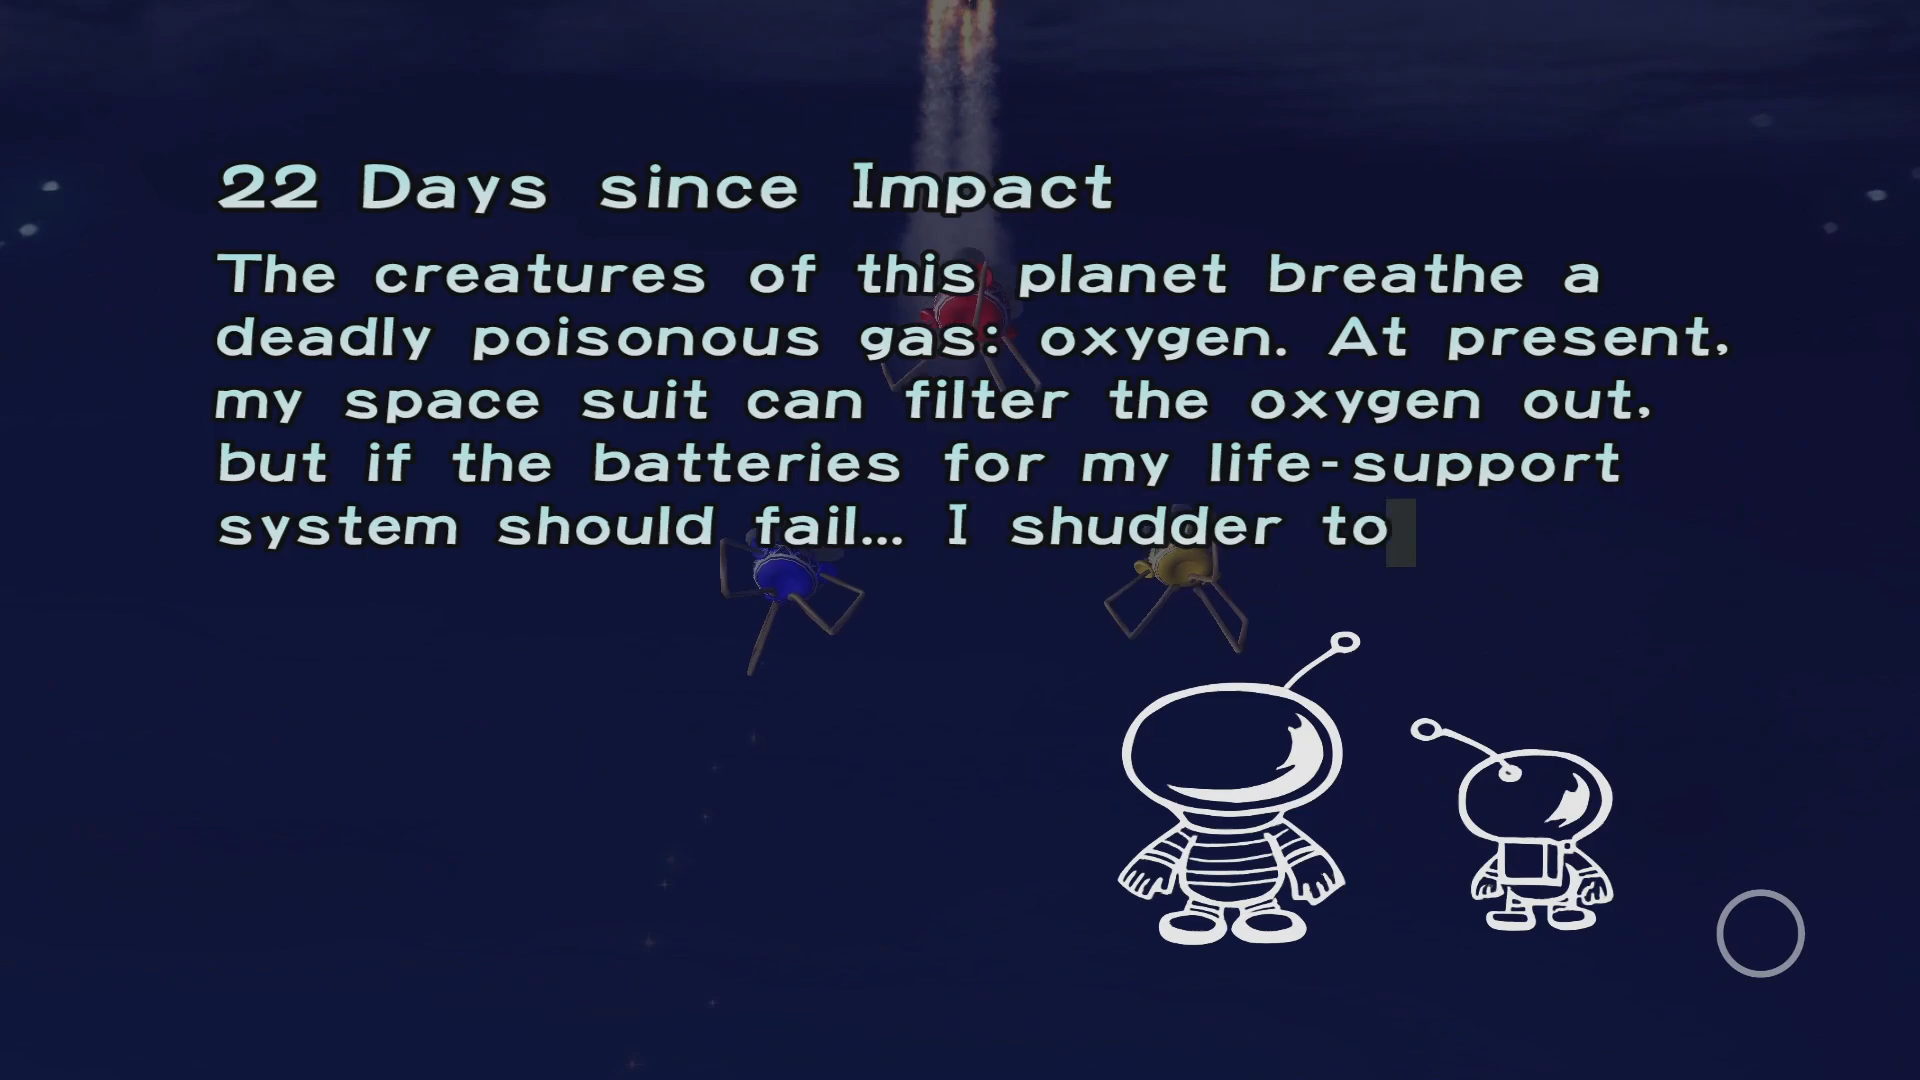 22 Days since Impact
The creatures of this planet breathe a
deadly poisonous gas: oxygen. At present,
my space suit can filter the oxygen out,
but if the batteries for my life-support
system should fail... I shudder to